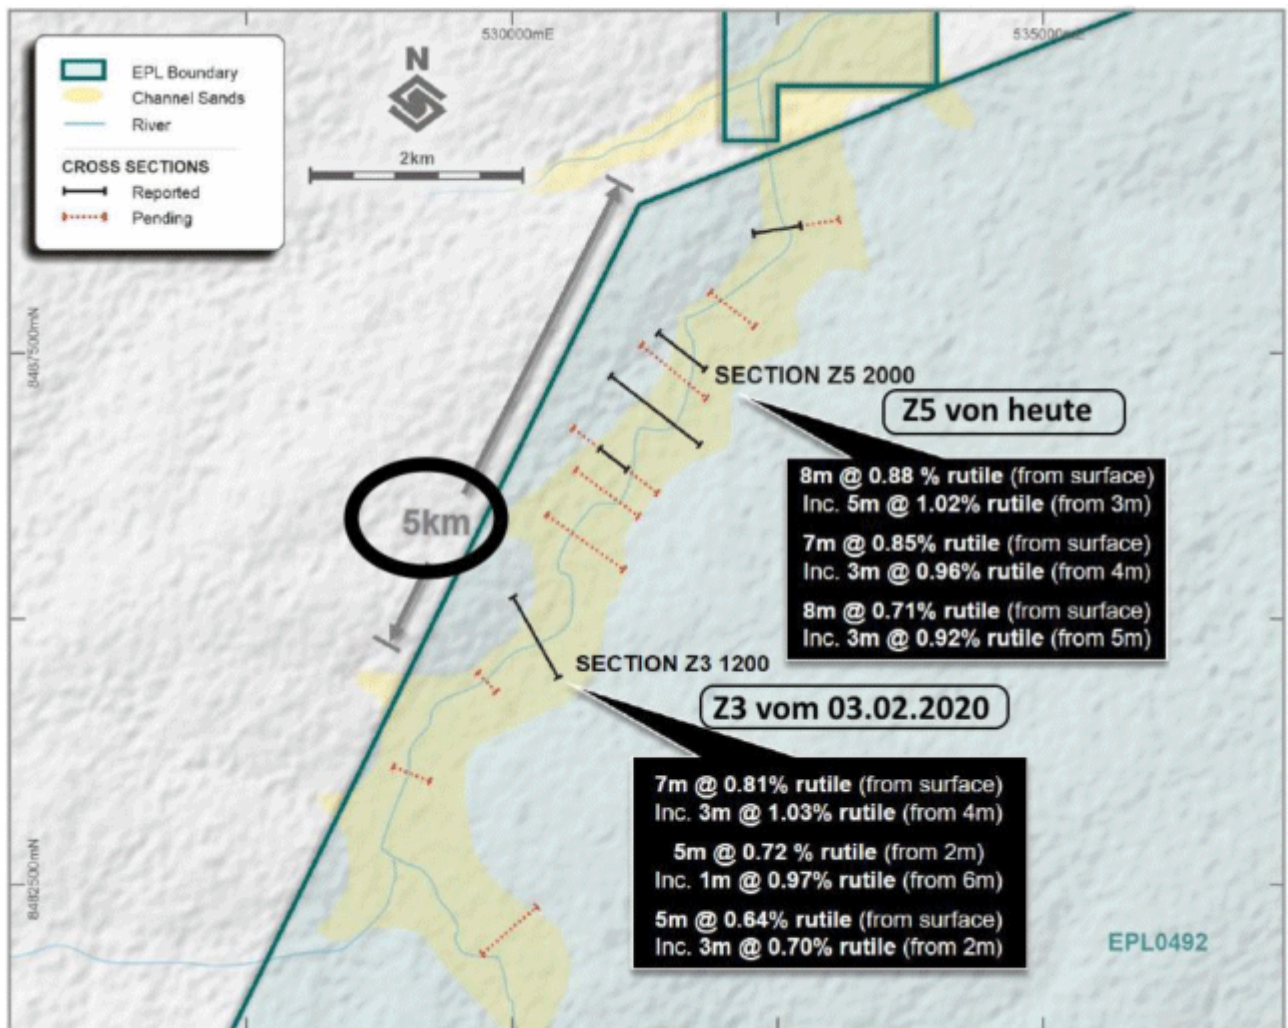 530000mE
535000mE
EPL Boundary
Channel Sands
River
CROSS SECTIONS
Reported
Pending
N
2km
8487500mN
SECTION Z5 2000
Z5 von heute
8m @ 0.88 % rutile (from surface)
Inc. 5m @ 1.02% rutile (from 3m)
7m @ 0.85% rutile (from surface)
Inc. 3m @ 0.96% rutile (from 4m)
8m @ 0.71% rutile (from surface)
Inc. 3m @ 0.92% rutile (from 5m)
5km
SECTION Z3 1200
Z3 vom 03.02.2020
7m @ 0.81% rutile (from surface)
Inc. 3m @ 1.03% rutile (from 4m)
5m @ 0.72 % rutile (from 2m)
Inc. 1m @ 0.97% rutile (from 6m)
5m @ 0.64% rutile (from surface)
Inc. 3m @ 0.70% rutile (from 2m)
8482500mN
EPL0492